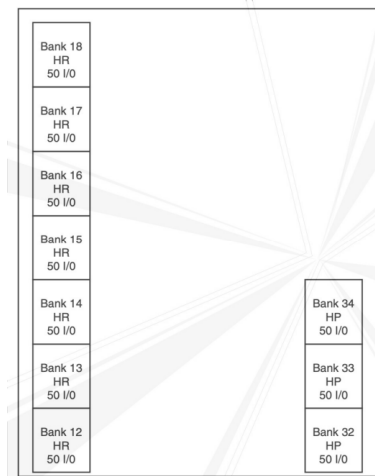 Bank 18
HR
50 I/0
Bank 17
HR
50 I/0
Bank 16
HR
50 I/0
Bank 15
HR
50 I/0
Bank 14
HR
50 I/0
Bank 13
HR
50 I/0
Bank 12
HR
50 I/0
Bank 34
HP
50 I/0
Bank 33
HP
50 I/0
Bank 32
HP
50 I/0